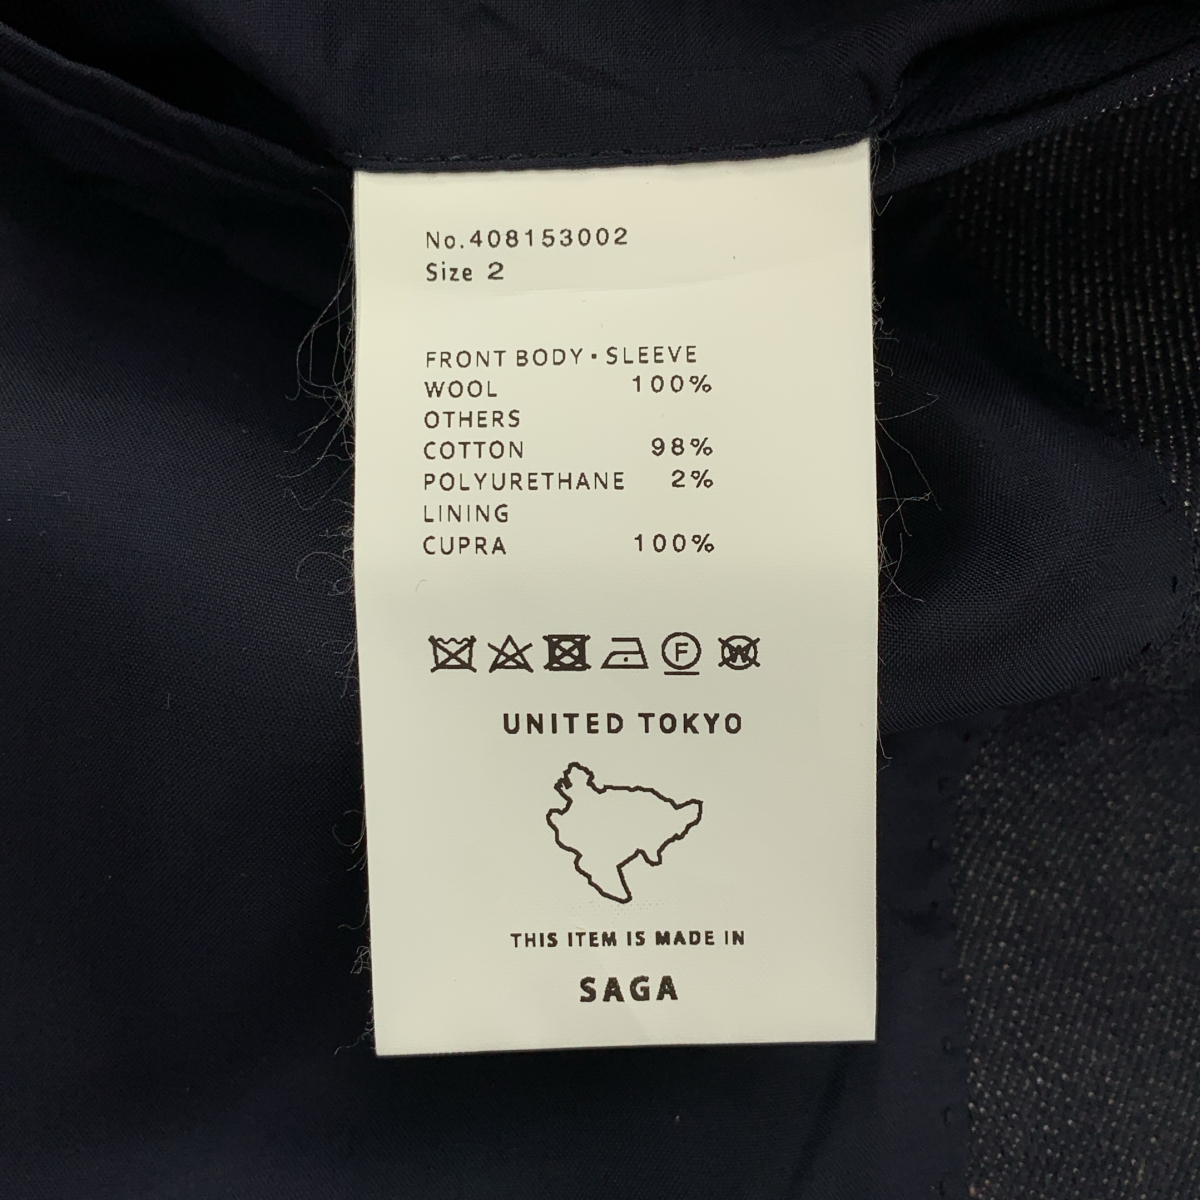 No.408153002
Size 2
FRONT BODY・SLEEVE
WOOL 100%
OTHERS
COTTON 98%
POLYURETHANE 2%
LINING
CUPRA 100%
F W
UNITED TOKYO
THIS ITEM IS MADE IN
SAGA